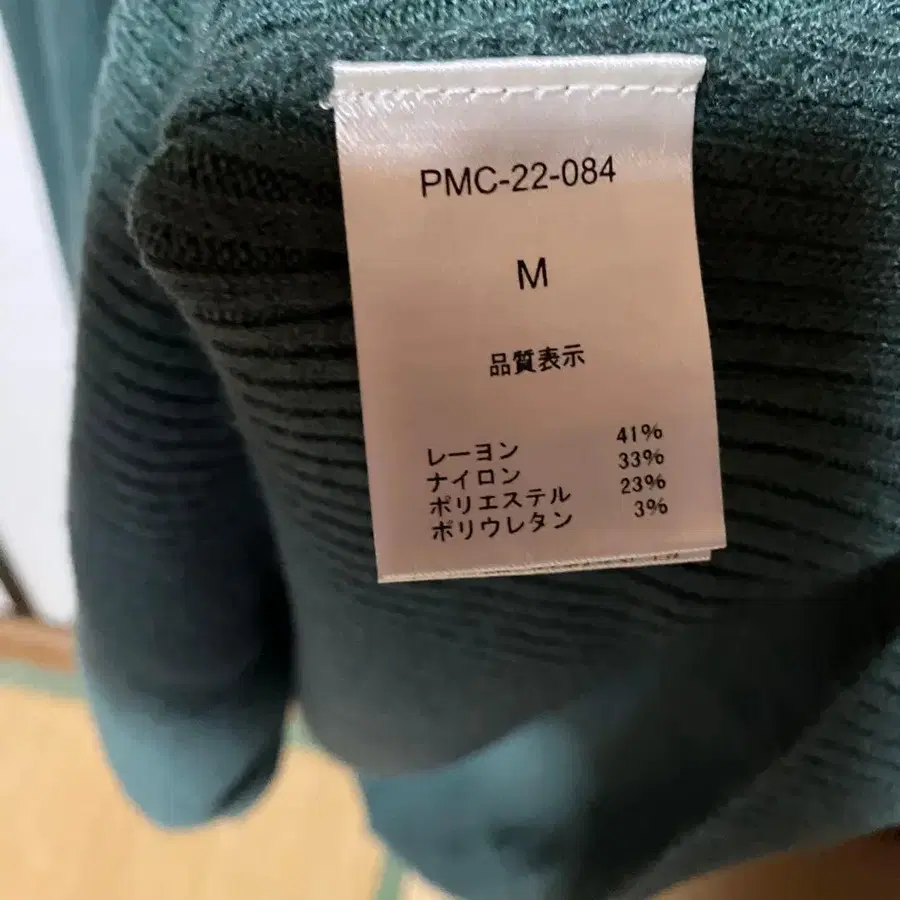 PMC-22-084
M
品質表示
レーヨン 41%
ナイロン 33%
ポリエステル 23%
ポリウレタン 3%